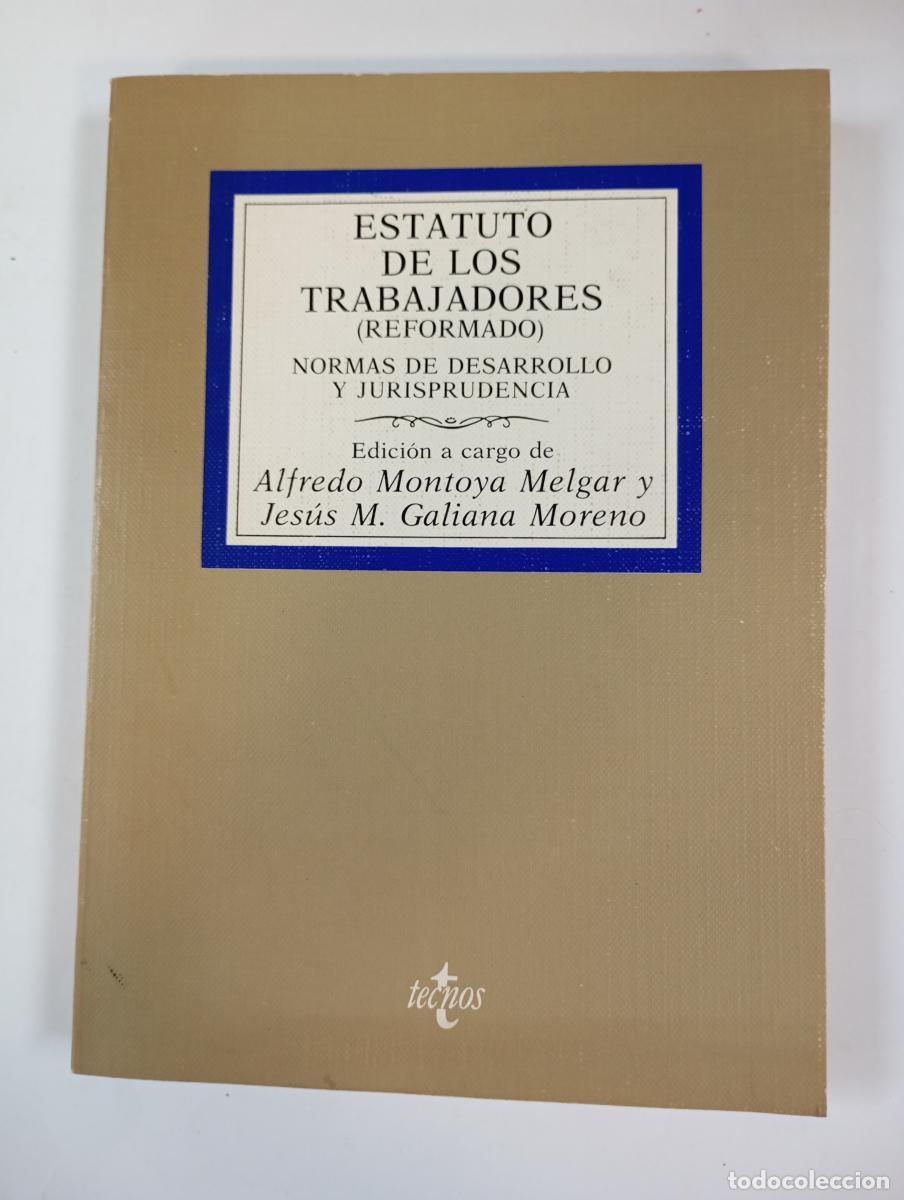 ESTATUTO
DE LOS
TRABAJADORES
(REFORMADO)
NORMAS DE DESARROLLO
Y JURISPRUDENCIA
Edición a cargo de
Alfredo Montoya Melgar y
Jesús M. Galiana Moreno
tecnos
todocoleccion